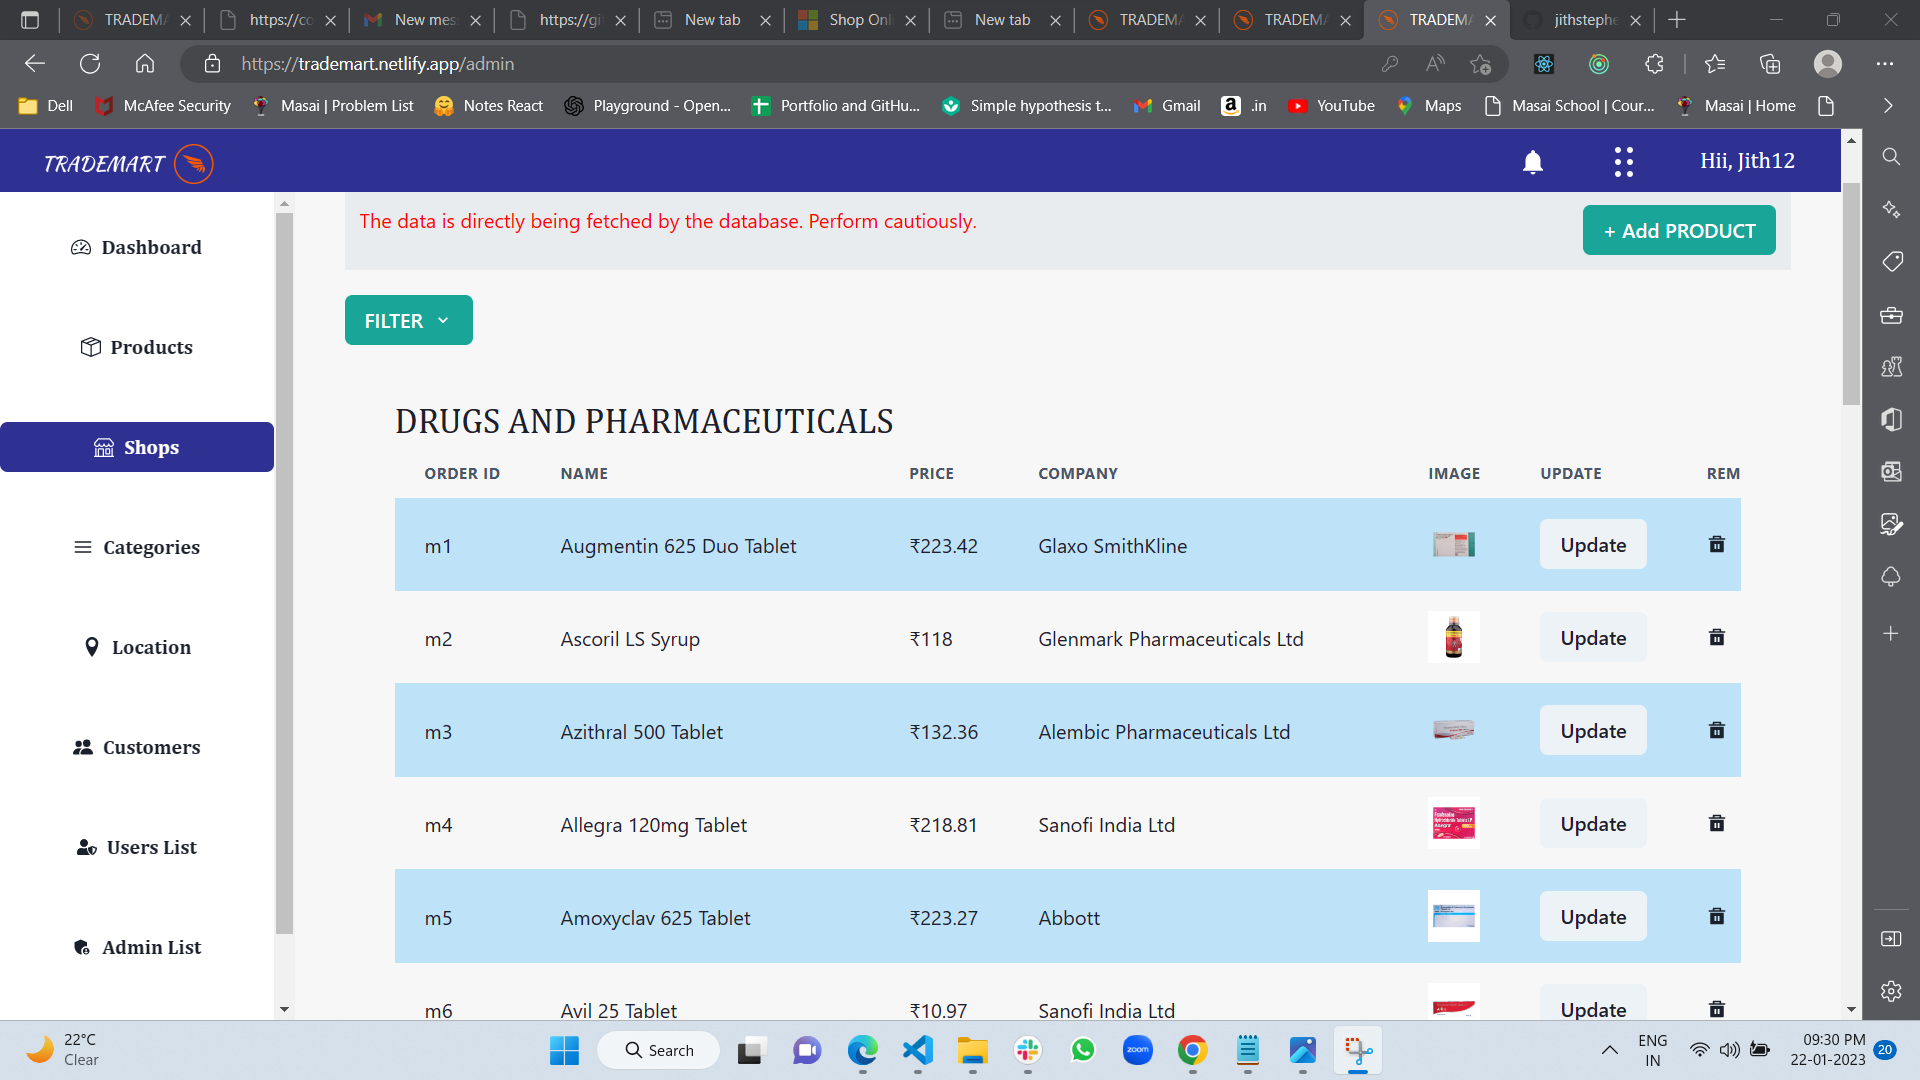 TRADEMA
https://co
New mes
https://gi
New tab
Shop Onl
New tab
TRADEMA
TRADEMA
TRADEMA
jithstephe
https://trademart.netlify.app/admin
Dell
McAfee Security
Masai | Problem List
Notes React
Playground - Open...
Portfolio and GitHu...
Simple hypothesis t...
Gmail
.in
YouTube
Maps
Masai School | Cour...
Masai | Home
TRADEMART
Hii, Jith12
Dashboard
Products
Shops
Categories
Location
Customers
Users List
Admin List
The data is directly being fetched by the database. Perform cautiously.
+ Add PRODUCT
FILTER
DRUGS AND PHARMACEUTICALS
ORDER ID NAME PRICE COMPANY IMAGE UPDATE REM
m1 Augmentin 625 Duo Tablet ₹223.42 Glaxo SmithKline Update
m2 Ascoril LS Syrup ₹118 Glenmark Pharmaceuticals Ltd Update
m3 Azithral 500 Tablet ₹132.36 Alembic Pharmaceuticals Ltd Update
m4 Allegra 120mg Tablet ₹218.81 Sanofi India Ltd Update
m5 Amoxyclav 625 Tablet ₹223.27 Abbott Update
m6 Avil 25 Tablet ₹10.97 Sanofi India Ltd Update
22°C
Clear
Search
zoom
ENG
IN
09:30 PM
22-01-2023
20